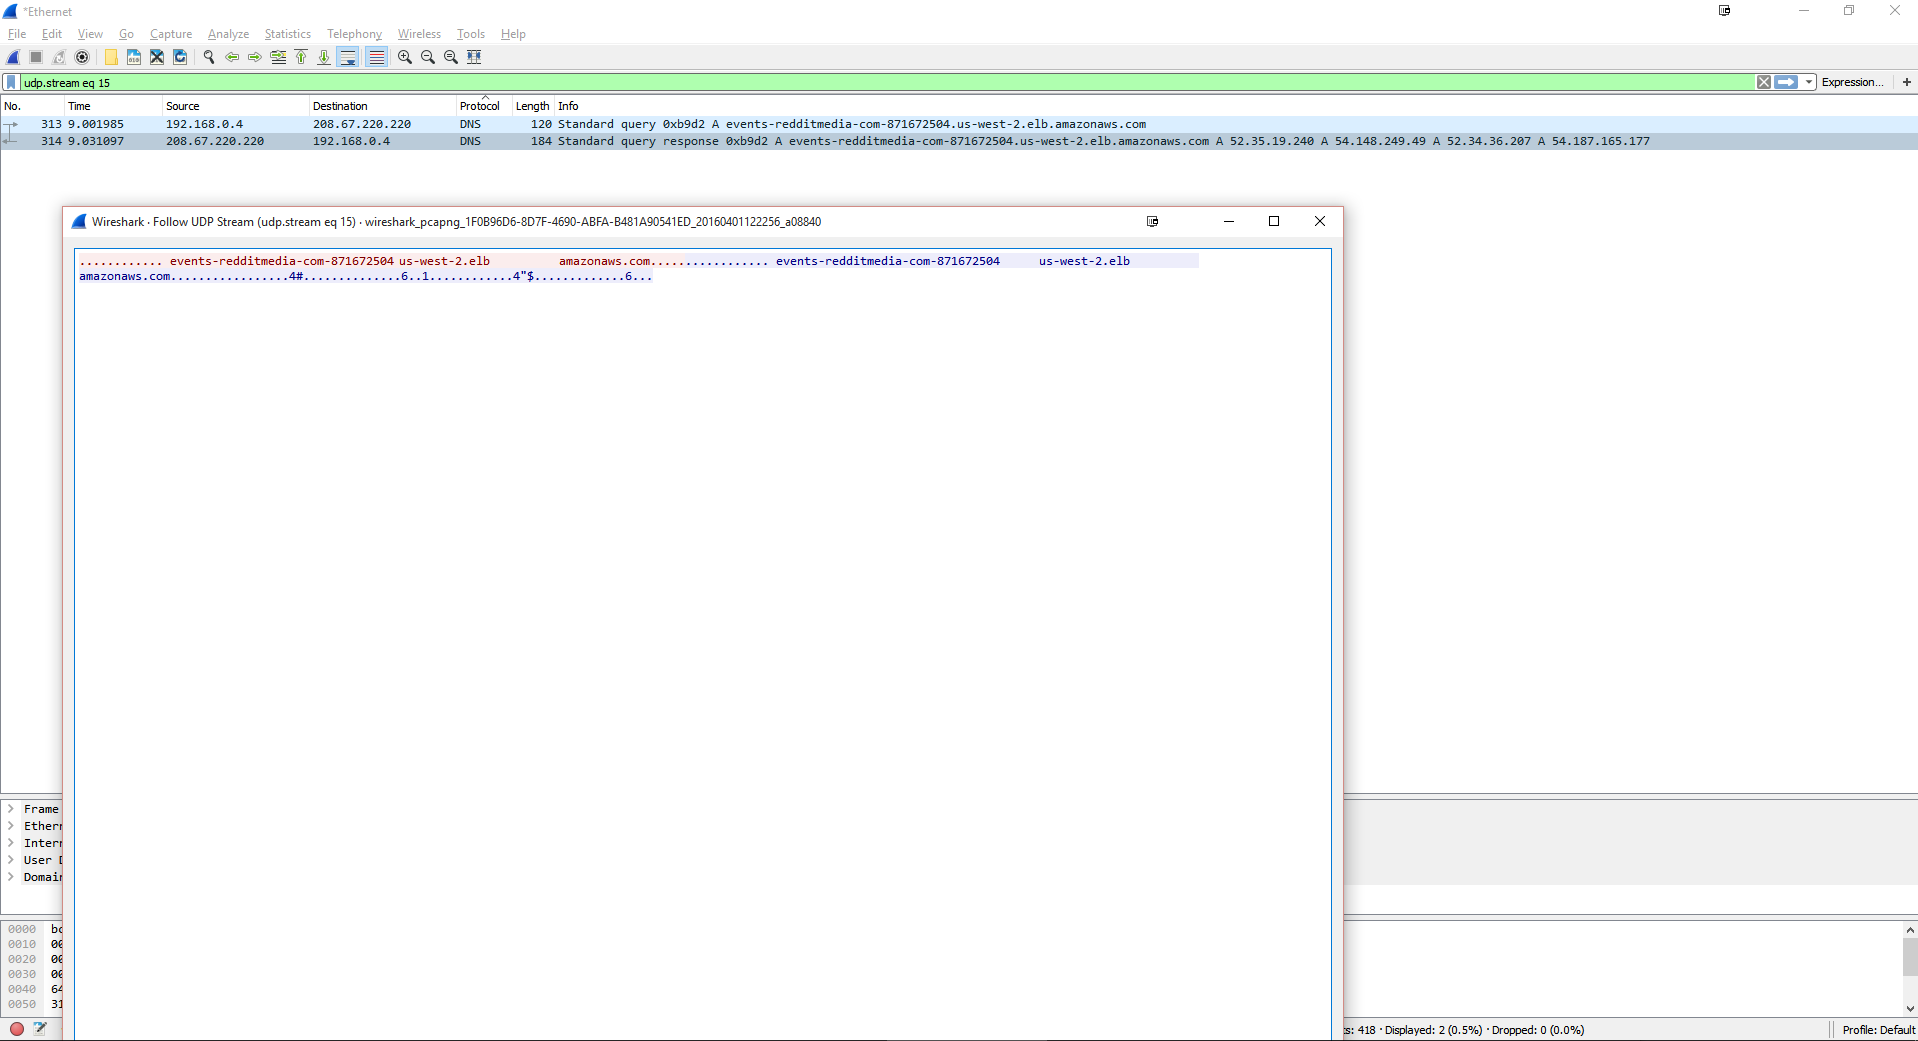 *Ethernet
File Edit View Go Capture Analyze Statistics Telephony Wireless Tools Help
udp.stream eq 15 Expression... +
No. Time Source Destination Protocol Length Info
313 9.001985 192.168.0.4 208.67.220.220 DNS 120 Standard query 0xb9d2 A events-redditmedia-com-871672504.us-west-2.elb.amazonaws.com
314 9.031097 208.67.220.220 192.168.0.4 DNS 184 Standard query response 0xb9d2 A events-redditmedia-com-871672504.us-west-2.elb.amazonaws.com A 52.35.19.240 A 54.148.249.49 A 52.34.36.207 A 54.187.165.177
Wireshark · Follow UDP Stream (udp.stream eq 15) · wireshark_pcapng_1F0B96D6-8D7F-4690-ABFA-B481A90541ED_20160401122256_a08840
............ events-redditmedia-com-871672504 us-west-2.elb amazonaws.com................. events-redditmedia-com-871672504 us-west-2.elb
amazonaws.com.................4#..............6..1............4"$.............6...
Frame
Ethern
Intern
User D
Domain
0000 bc
0010 00
0020 00
0030 00
0040 64
0050 31
s: 418 · Displayed: 2 (0.5%) · Dropped: 0 (0.0%) Profile: Default